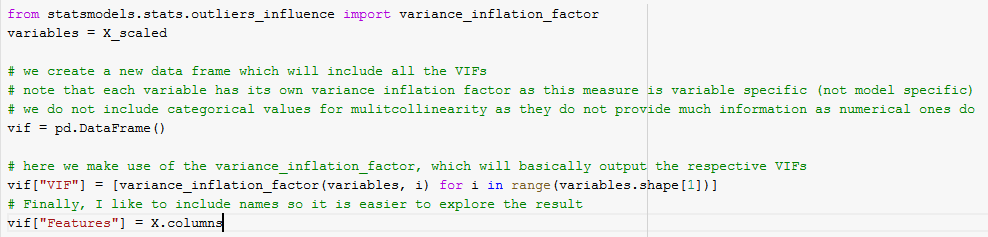 from statsmodels.stats.outliers_influence import variance_inflation_factor
variables = X_scaled
# we create a new data frame which will include all the VIFs
# note that each variable has its own variance inflation factor as this measure is variable specific (not model specific)
# we do not include categorical values for mulitcollinearity as they do not provide much information as numerical ones do
vif = pd.DataFrame()
# here we make use of the variance_inflation_factor, which will basically output the respective VIFs
vif["VIF"] = [variance_inflation_factor(variables, i) for i in range(variables.shape[1])]
# Finally, I like to include names so it is easier to explore the result
vif["Features"] = X.columns